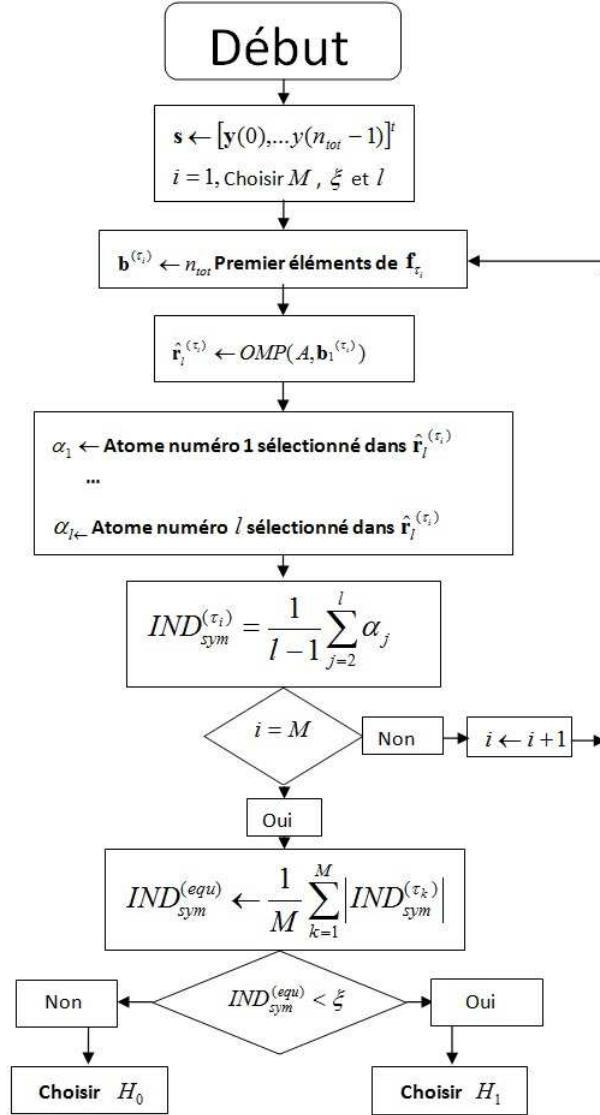 Début
s ← [y(0),...y(n_tot − 1)]^t
i = 1, Choisir M , ξ et l
b^(τ_i) ← n_tot Premier éléments de f_τ_i
r̂_l^(τ_i) ← OMP(A, b_1^(τ_i))
α_1 ← Atome numéro 1 sélectionné dans r̂_l^(τ_i)
...
α_l← Atome numéro l sélectionné dans r̂_l^(τ_i)
IND_sym^(τ_i) = 1/(l − 1) ∑_{j=2}^{l} α_j
i = M
Non
i ← i + 1
Oui
IND_sym^(equ) ← 1/M ∑_{k=1}^{M} |IND_sym^(τ_k)|
Non
IND_sym^(equ) < ξ
Oui
Choisir H_0
Choisir H_1